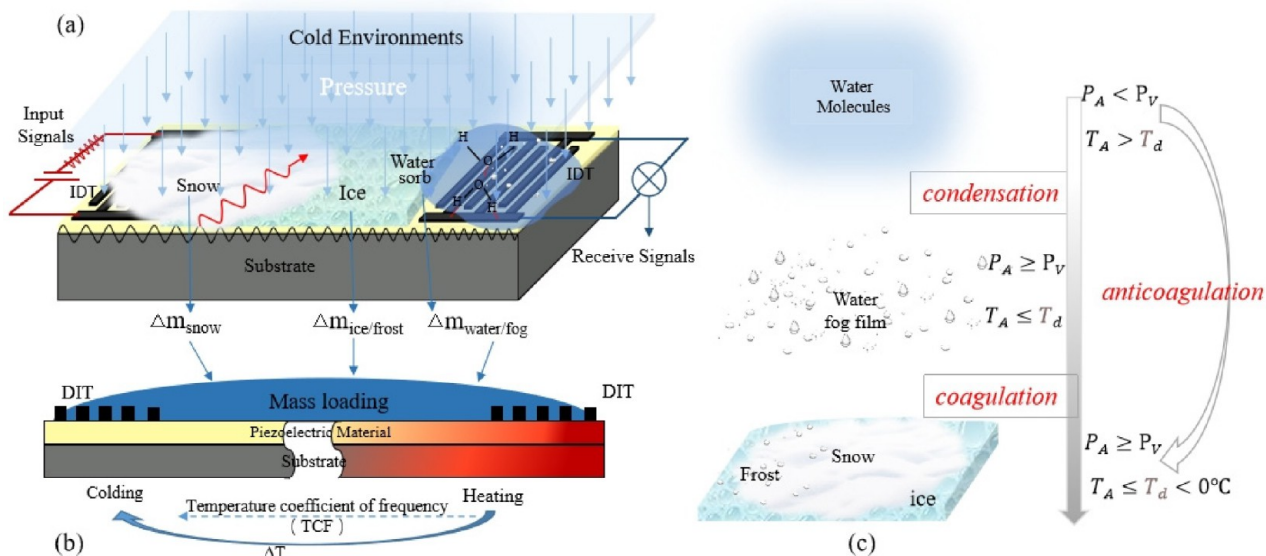 (a)
Cold Environments
Pressure
Input
Signals
IDT
Snow
Ice
Water
sorb
H
H
O
O
H
H
IDT
Receive Signals
Substrate
△m_snow
△m_ice/frost
△m_water/fog
DIT
Mass loading
DIT
Piezoelectric Material
Substrate
Colding
Temperature coefficient of frequency
( TCF )
Heating
ΔT
(b)
Water
Molecules
P_A < P_V
T_A > T_d
condensation
Water
fog film
P_A ≥ P_V
T_A ≤ T_d
anticoagulation
coagulation
Frost
Snow
ice
P_A ≥ P_V
T_A ≤ T_d < 0℃
(c)